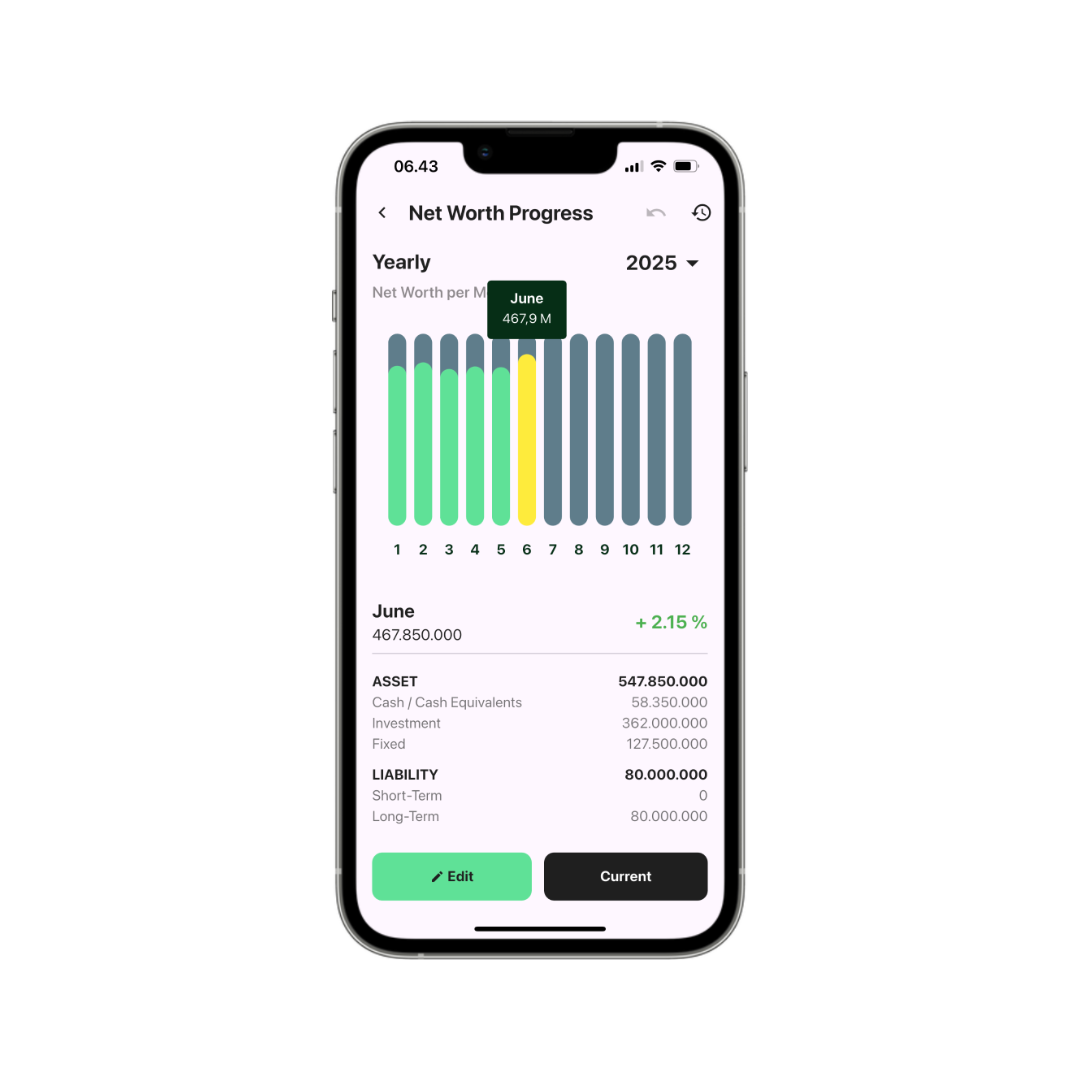 06.43
Net Worth Progress
Yearly
2025
Net Worth per M
June
467,9 M
1 2 3 4 5 6 7 8 9 10 11 12
June
467.850.000
+ 2.15 %
ASSET 547.850.000
Cash / Cash Equivalents 58.350.000
Investment 362.000.000
Fixed 127.500.000
LIABILITY 80.000.000
Short-Term 0
Long-Term 80.000.000
Edit
Current